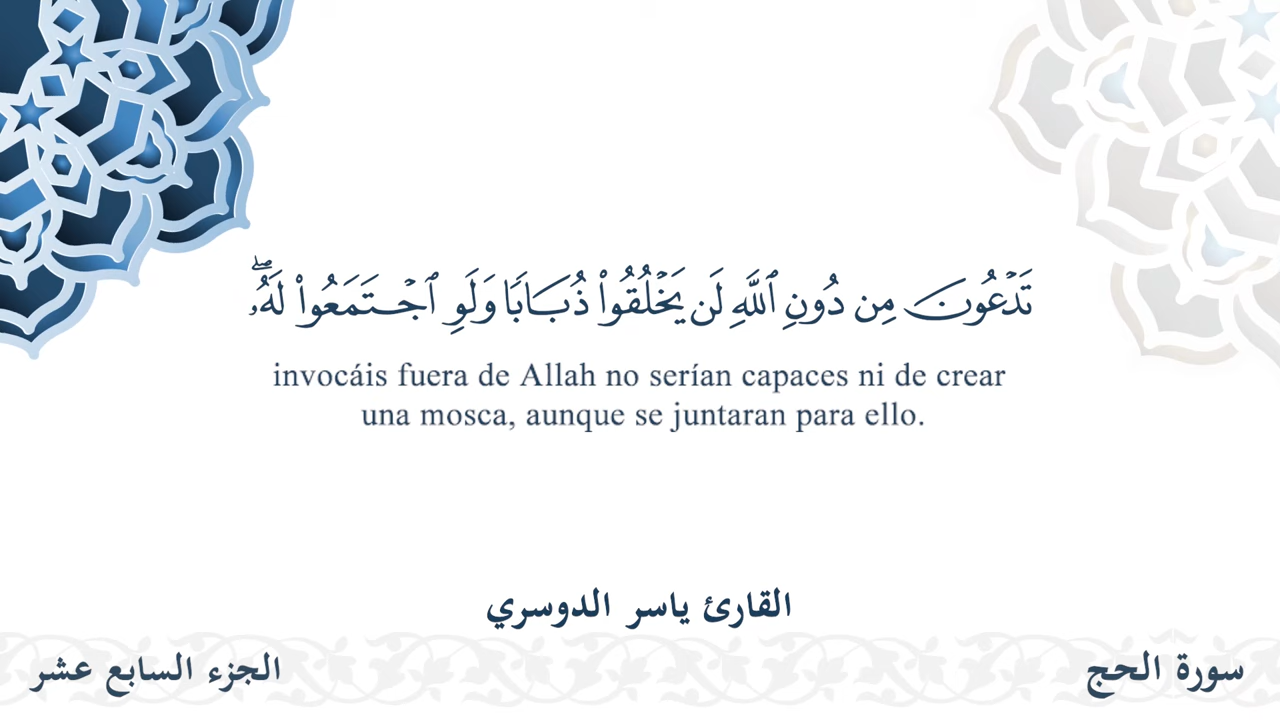 تَدْعُونَ مِن دُونِ ٱللَّهِ لَن يَخْلُقُوا۟ ذُبَابًا وَلَوِ ٱجْتَمَعُوا۟ لَهُۥ ۖ
invocáis fuera de Allah no serían capaces ni de crear
una mosca, aunque se juntaran para ello.
القارئ ياسر الدوسري
سورة الحج
الجزء السابع عشر